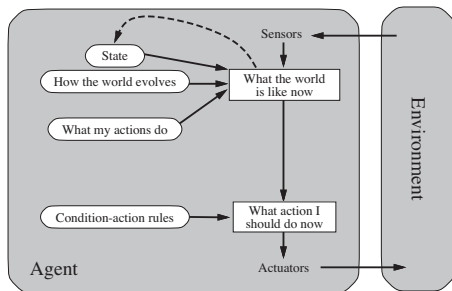 Sensors
State
How the world evolves
What the world
is like now
What my actions do
Condition-action rules
What action I
should do now
Agent
Actuators
Environment